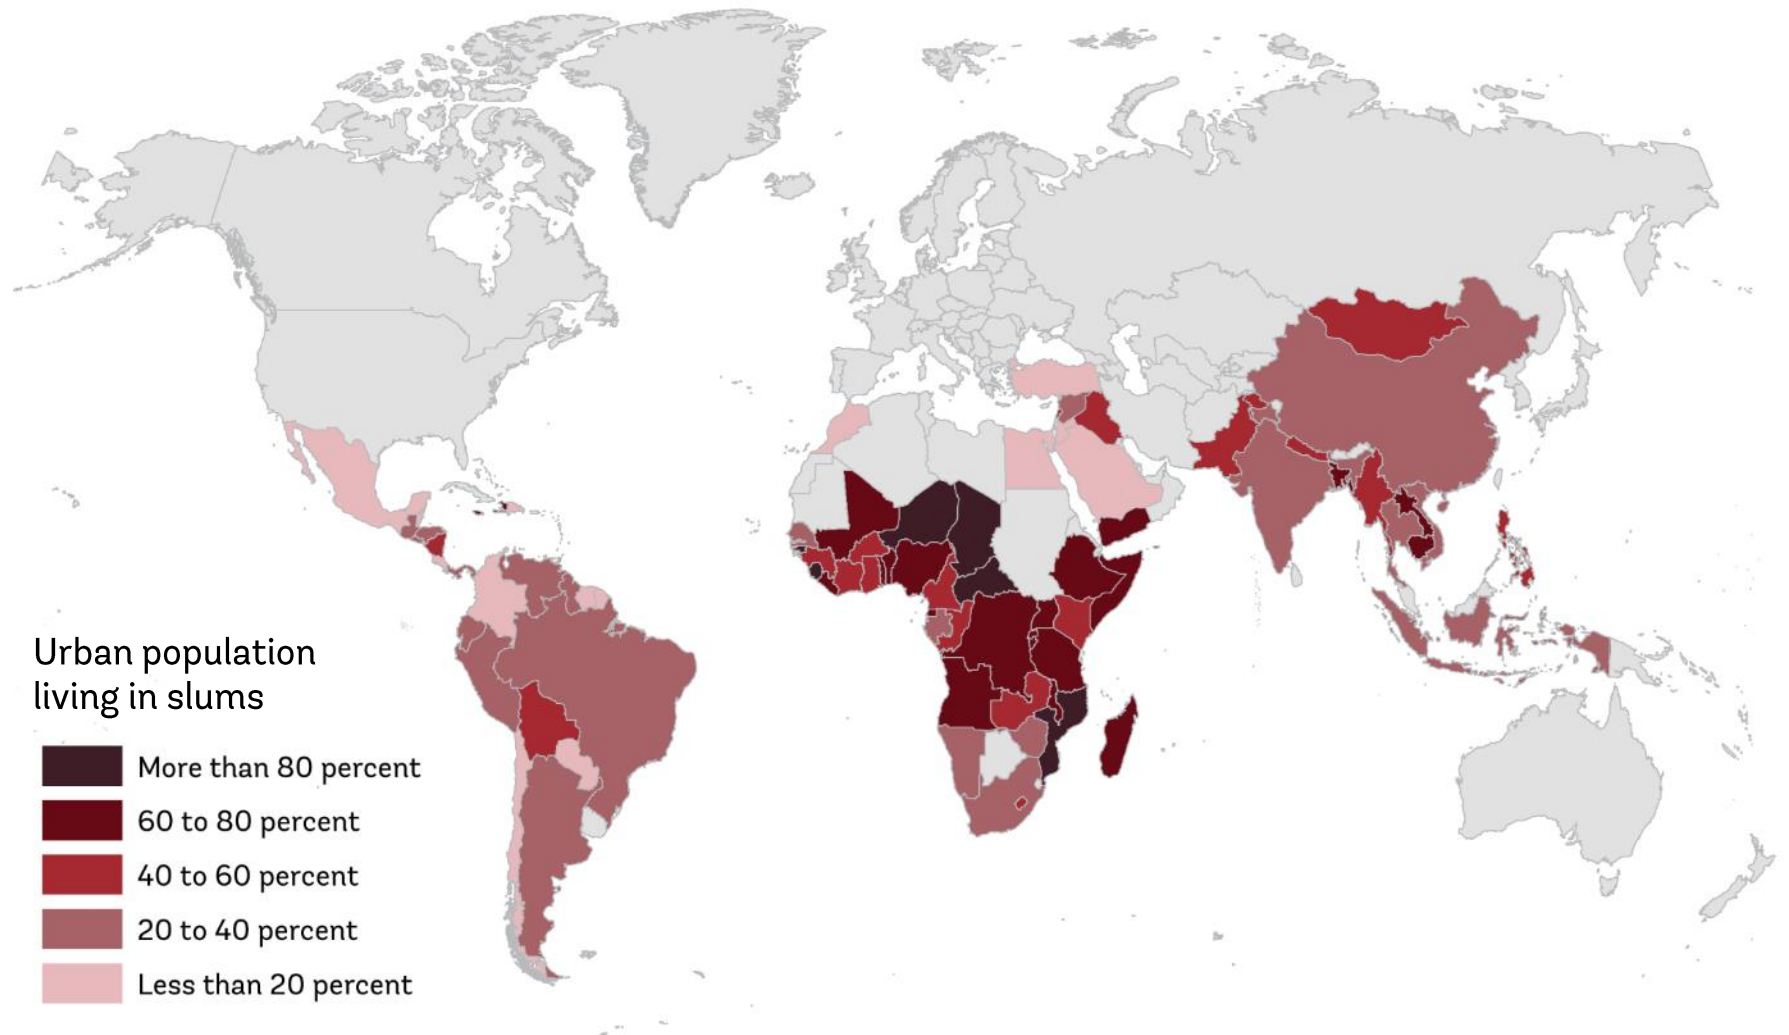 Urban population
living in slums
More than 80 percent
60 to 80 percent
40 to 60 percent
20 to 40 percent
Less than 20 percent